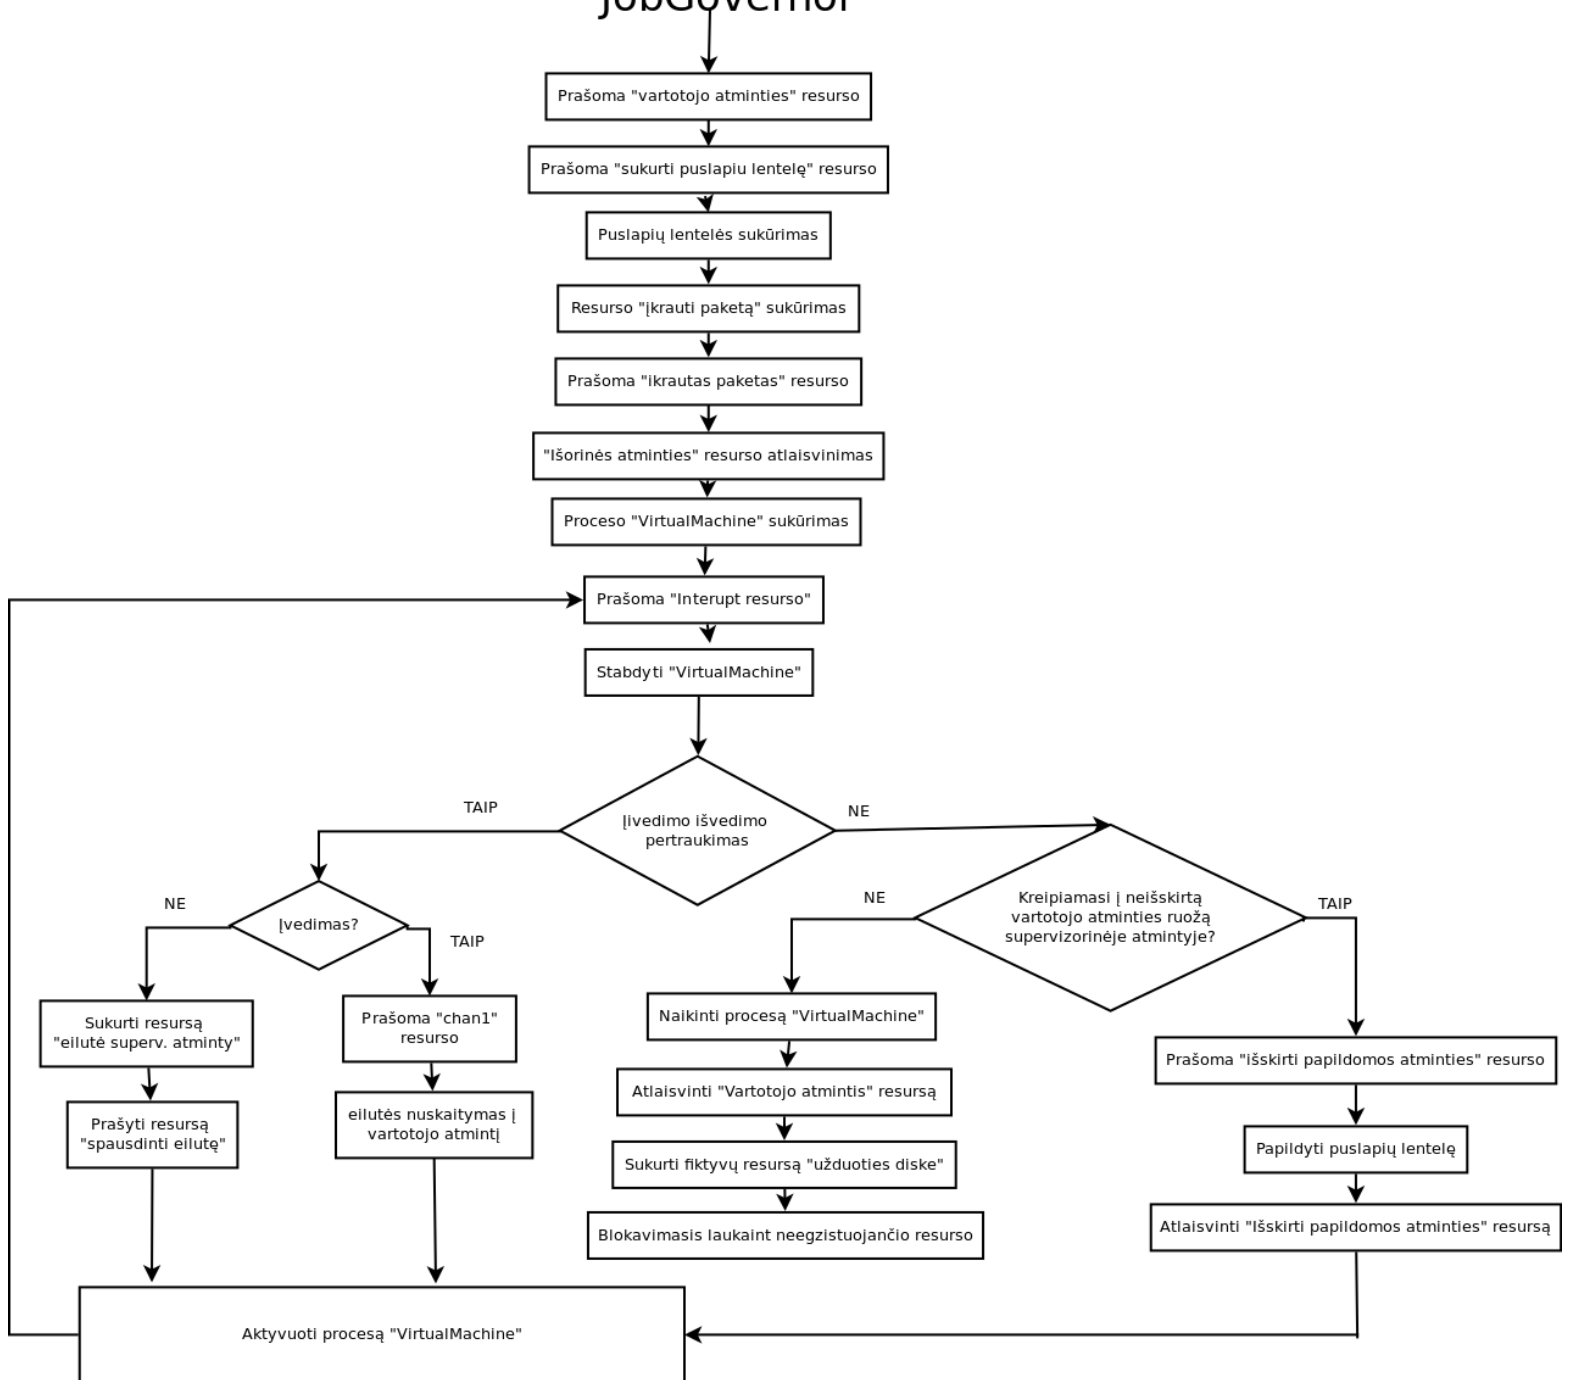 JobGovernor
Prašoma "vartotojo atminties" resurso
Prašoma "sukurti puslapiu lentelę" resurso
Puslapių lentelės sukūrimas
Resurso "įkrauti paketą" sukūrimas
Prašoma "ikrautas paketas" resurso
"Išorinės atminties" resurso atlaisvinimas
Proceso "VirtualMachine" sukūrimas
Prašoma "Interupt resurso"
Stabdyti "VirtualMachine"
TAIP
Įivedimo išvedimo
pertraukimas
NE
NE
Įvedimas?
TAIP
NE
Kreipiamasi į neišskirtą
vartotojo atminties ruožą
supervizorinėje atmintyje?
TAIP
Sukurti resursą
"eilutė superv. atminty"
Prašoma "chan1"
resurso
Naikinti procesą "VirtualMachine"
Prašoma "išskirti papildomos atminties" resurso
Prašyti resursą
"spausdinti eilutę"
eilutės nuskaitymas į
vartotojo atmintį
Atlaisvinti "Vartotojo atmintis" resursą
Papildyti puslapių lentelę
Sukurti fiktyvų resursą "užduoties diske"
Atlaisvinti "Išskirti papildomos atminties" resursą
Blokavimasis laukaint neegzistuojančio resurso
Aktyvuoti procesą "VirtualMachine"